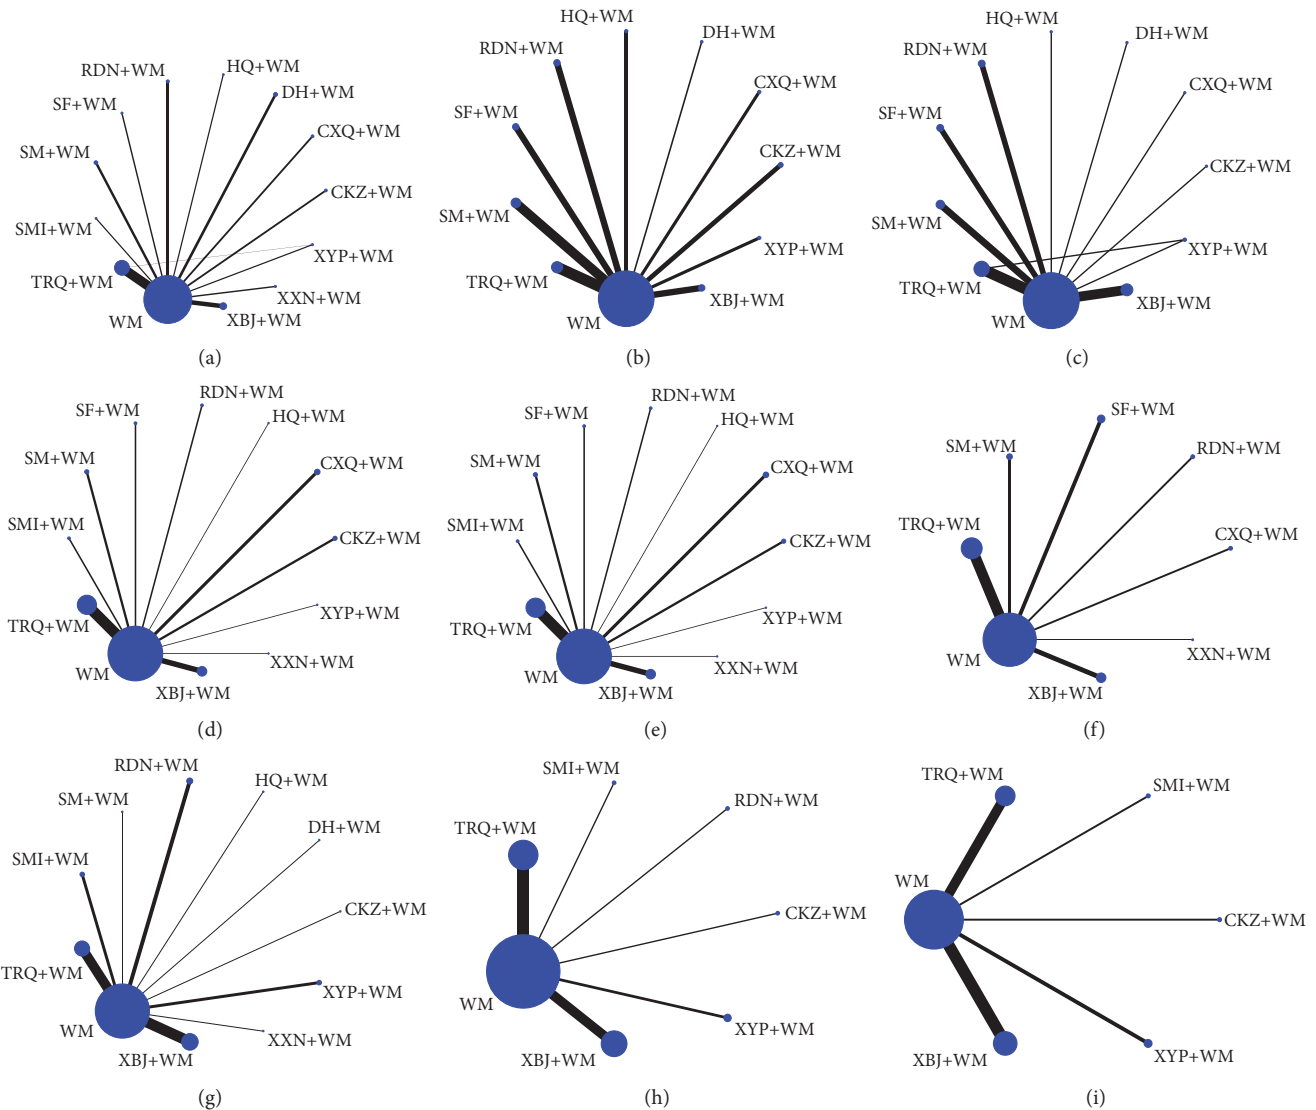 RDN+WM
HQ+WM
SF+WM
DH+WM
SM+WM
CXQ+WM
SMI+WM
CKZ+WM
TRQ+WM
XYP+WM
WM
XXN+WM
XBJ+WM
(a)
HQ+WM
RDN+WM
DH+WM
SF+WM
CXQ+WM
SM+WM
CKZ+WM
TRQ+WM
XYP+WM
WM
XBJ+WM
(b)
HQ+WM
RDN+WM
DH+WM
SF+WM
CXQ+WM
SM+WM
CKZ+WM
TRQ+WM
XYP+WM
WM
XBJ+WM
(c)
RDN+WM
SF+WM
HQ+WM
SM+WM
CXQ+WM
SMI+WM
CKZ+WM
TRQ+WM
XYP+WM
WM
XXN+WM
XBJ+WM
(d)
RDN+WM
SF+WM
HQ+WM
SM+WM
CXQ+WM
SMI+WM
CKZ+WM
TRQ+WM
XYP+WM
WM
XXN+WM
XBJ+WM
(e)
SF+WM
SM+WM
RDN+WM
TRQ+WM
CXQ+WM
WM
XXN+WM
XBJ+WM
(f)
RDN+WM
HQ+WM
SM+WM
DH+WM
SMI+WM
CKZ+WM
TRQ+WM
XYP+WM
WM
XXN+WM
XBJ+WM
(g)
SMI+WM
RDN+WM
TRQ+WM
CKZ+WM
WM
XYP+WM
XBJ+WM
(h)
TRQ+WM
SMI+WM
WM
CKZ+WM
XBJ+WM
XYP+WM
(i)